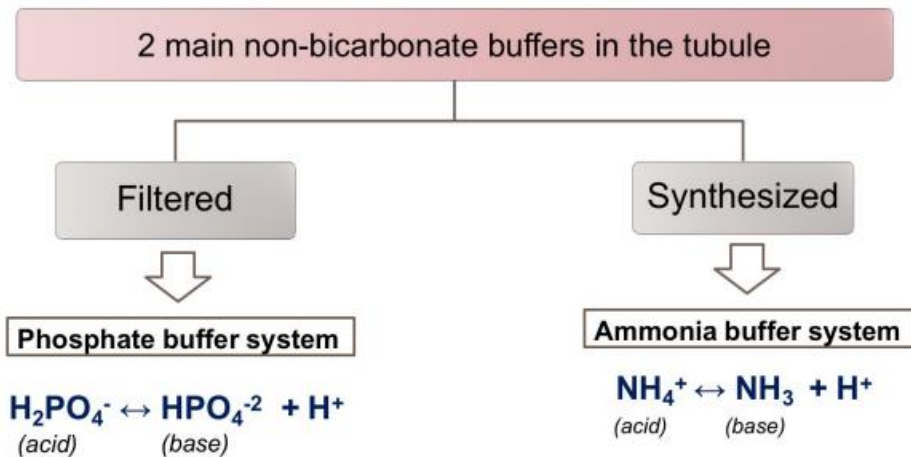 2 main non-bicarbonate buffers in the tubule
Filtered
Synthesized
Phosphate buffer system
Ammonia buffer system
H₂PO₄⁻ ↔ HPO₄⁻² + H⁺
(acid) (base)
NH₄⁺ ↔ NH₃ + H⁺
(acid) (base)